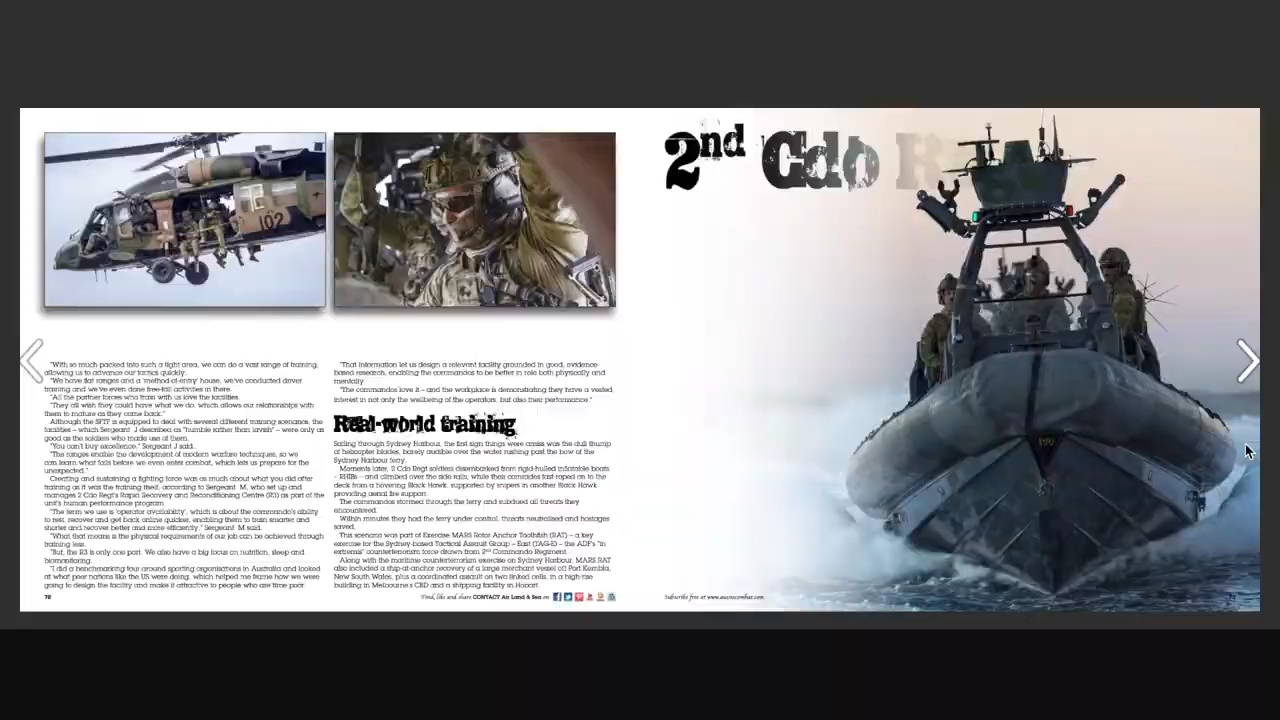 102
2nd Cdo R
"With so much packed into such a tight area, we can do a vast range of training,
allowing us to advance our tactics quickly.
"We have flat ranges and a 'method-of-entry' house, we've conducted driver
training and we've even done free-fall activities in there.
"All the partner forces who train with us love the facilities.
"They all wish they could have what we do, which allows our relationships with
them to mature as they come back."
Although the SFTF is equipped to deal with several different training scenarios, the
facilities – which Sergeant J described as "humble rather than lavish" – were only as
good as the soldiers who made use of them.
"You can't buy excellence," Sergeant J said.
"The ranges enable the development of modern warfare techniques, so we
can learn what fails before we even enter combat, which lets us prepare for the
unexpected."
Creating and sustaining a fighting force was as much about what you did after
training as it was the training itself, according to Sergeant M, who set up and
manages 2 Cdo Regt's Rapid Recovery and Reconditioning Centre (R3) as part of the
unit's human performance program.
"The term we use is 'operator availability', which is about the commando's ability
to rest, recover and get back online quicker, enabling them to train smarter and
shorter and recover better and more efficiently," Sergeant M said.
"What that means is the physical requirements of our job can be achieved through
training less.
"But, the R3 is only one part. We also have a big focus on nutrition, sleep and
biomonitoring.
"I did a benchmarking tour around sporting organisations in Australia and looked
at what peer nations like the US were doing, which helped me frame how we were
going to design the facility and make it attractive to people who are time poor.
"That information let us design a relevant facility grounded in good, evidence-
based research, enabling the commandos to be better in role both physically and
mentally.
"The commandos love it – and the workplace is demonstrating they have a vested
interest in not only the wellbeing of the operators, but also their performance."
Real-world training
Sailing through Sydney Harbour, the first sign things were amiss was the dull thump
of helicopter blades, barely audible over the water rushing past the bow of the
Sydney Harbour ferry.
Moments later, 2 Cdo Regt soldiers disembarked from rigid-hulled inflatable boats
– RHIBs – and climbed over the side rails, while their comrades fast-roped on to the
deck from a hovering Black Hawk, supported by snipers in another Black Hawk
providing aerial fire support.
The commandos stormed through the ferry and subdued all threats they
encountered.
Within minutes they had the ferry under control, threats neutralised and hostages
saved.
This scenario was part of Exercise MARS Rotor Anchor Toothfish (RAT) – a key
exercise for the Sydney-based Tactical Assault Group – East (TAG-E) – the ADF's "in
extremis" counterterrorism force drawn from 2nd Commando Regiment.
Along with the maritime counterterrorism exercise on Sydney Harbour, MARS RAT
also included a ship-at-anchor recovery of a large merchant vessel off Port Kembla,
New South Wales, plus a coordinated assault on two linked cells, in a high-rise
building in Melbourne's CBD and a shipping facility in Hobart.
72
Find, like and share CONTACT Air Land & Sea on
Subscribe free at www.aussiecombat.com